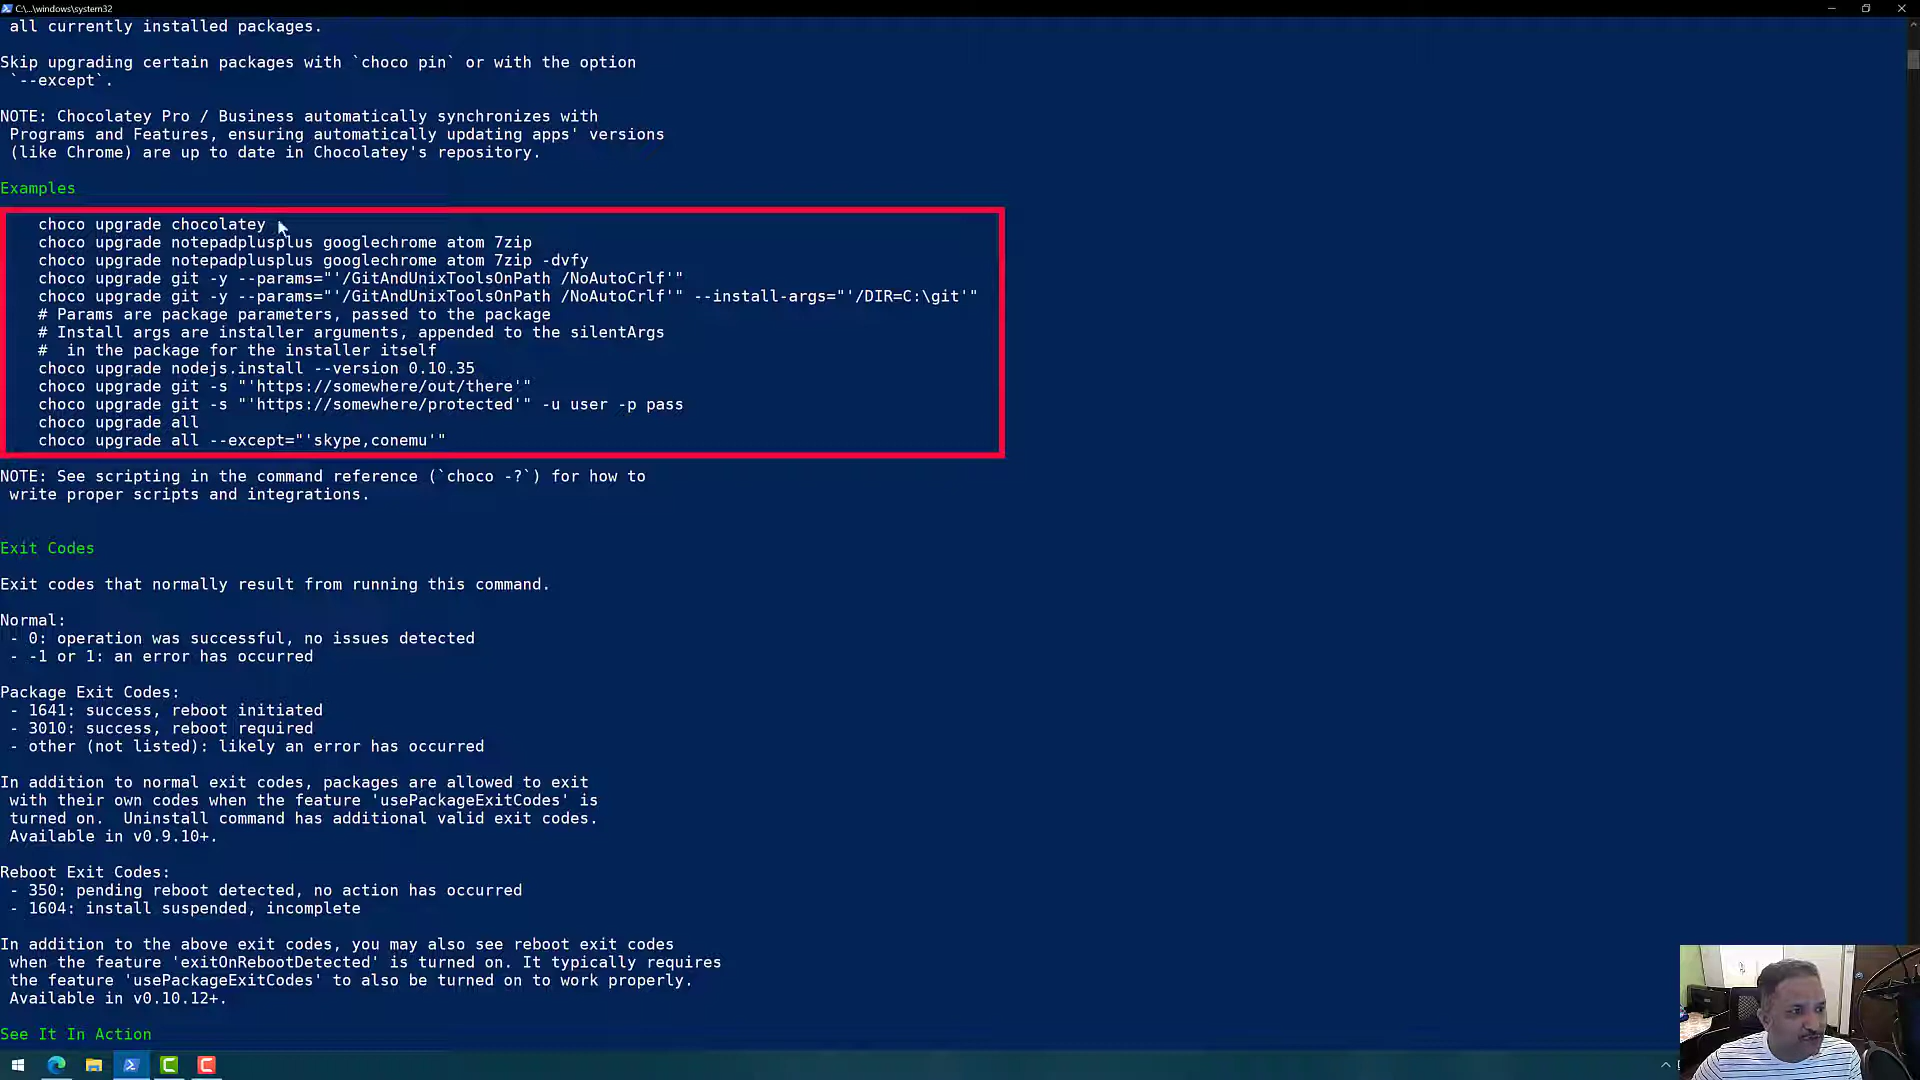 C:\...\windows\system32
all currently installed packages.
Skip upgrading certain packages with `choco pin` or with the option
`--except`.
NOTE: Chocolatey Pro / Business automatically synchronizes with
Programs and Features, ensuring automatically updating apps' versions
(like Chrome) are up to date in Chocolatey's repository.
Examples
choco upgrade chocolatey
choco upgrade notepadplusplus googlechrome atom 7zip
choco upgrade notepadplusplus googlechrome atom 7zip -dvfy
choco upgrade git -y --params="'/GitAndUnixToolsOnPath /NoAutoCrlf'"
choco upgrade git -y --params="'/GitAndUnixToolsOnPath /NoAutoCrlf'" --install-args="'/DIR=C:\git'"
# Params are package parameters, passed to the package
# Install args are installer arguments, appended to the silentArgs
#  in the package for the installer itself
choco upgrade nodejs.install --version 0.10.35
choco upgrade git -s "'https://somewhere/out/there'"
choco upgrade git -s "'https://somewhere/protected'" -u user -p pass
choco upgrade all
choco upgrade all --except="'skype,conemu'"
NOTE: See scripting in the command reference (`choco -?`) for how to
write proper scripts and integrations.
Exit Codes
Exit codes that normally result from running this command.
Normal:
- 0: operation was successful, no issues detected
- -1 or 1: an error has occurred
Package Exit Codes:
- 1641: success, reboot initiated
- 3010: success, reboot required
- other (not listed): likely an error has occurred
In addition to normal exit codes, packages are allowed to exit
with their own codes when the feature 'usePackageExitCodes' is
turned on.  Uninstall command has additional valid exit codes.
Available in v0.9.10+.
Reboot Exit Codes:
- 350: pending reboot detected, no action has occurred
- 1604: install suspended, incomplete
In addition to the above exit codes, you may also see reboot exit codes
when the feature 'exitOnRebootDetected' is turned on. It typically requires
the feature 'usePackageExitCodes' to also be turned on to work properly.
Available in v0.10.12+.
See It In Action